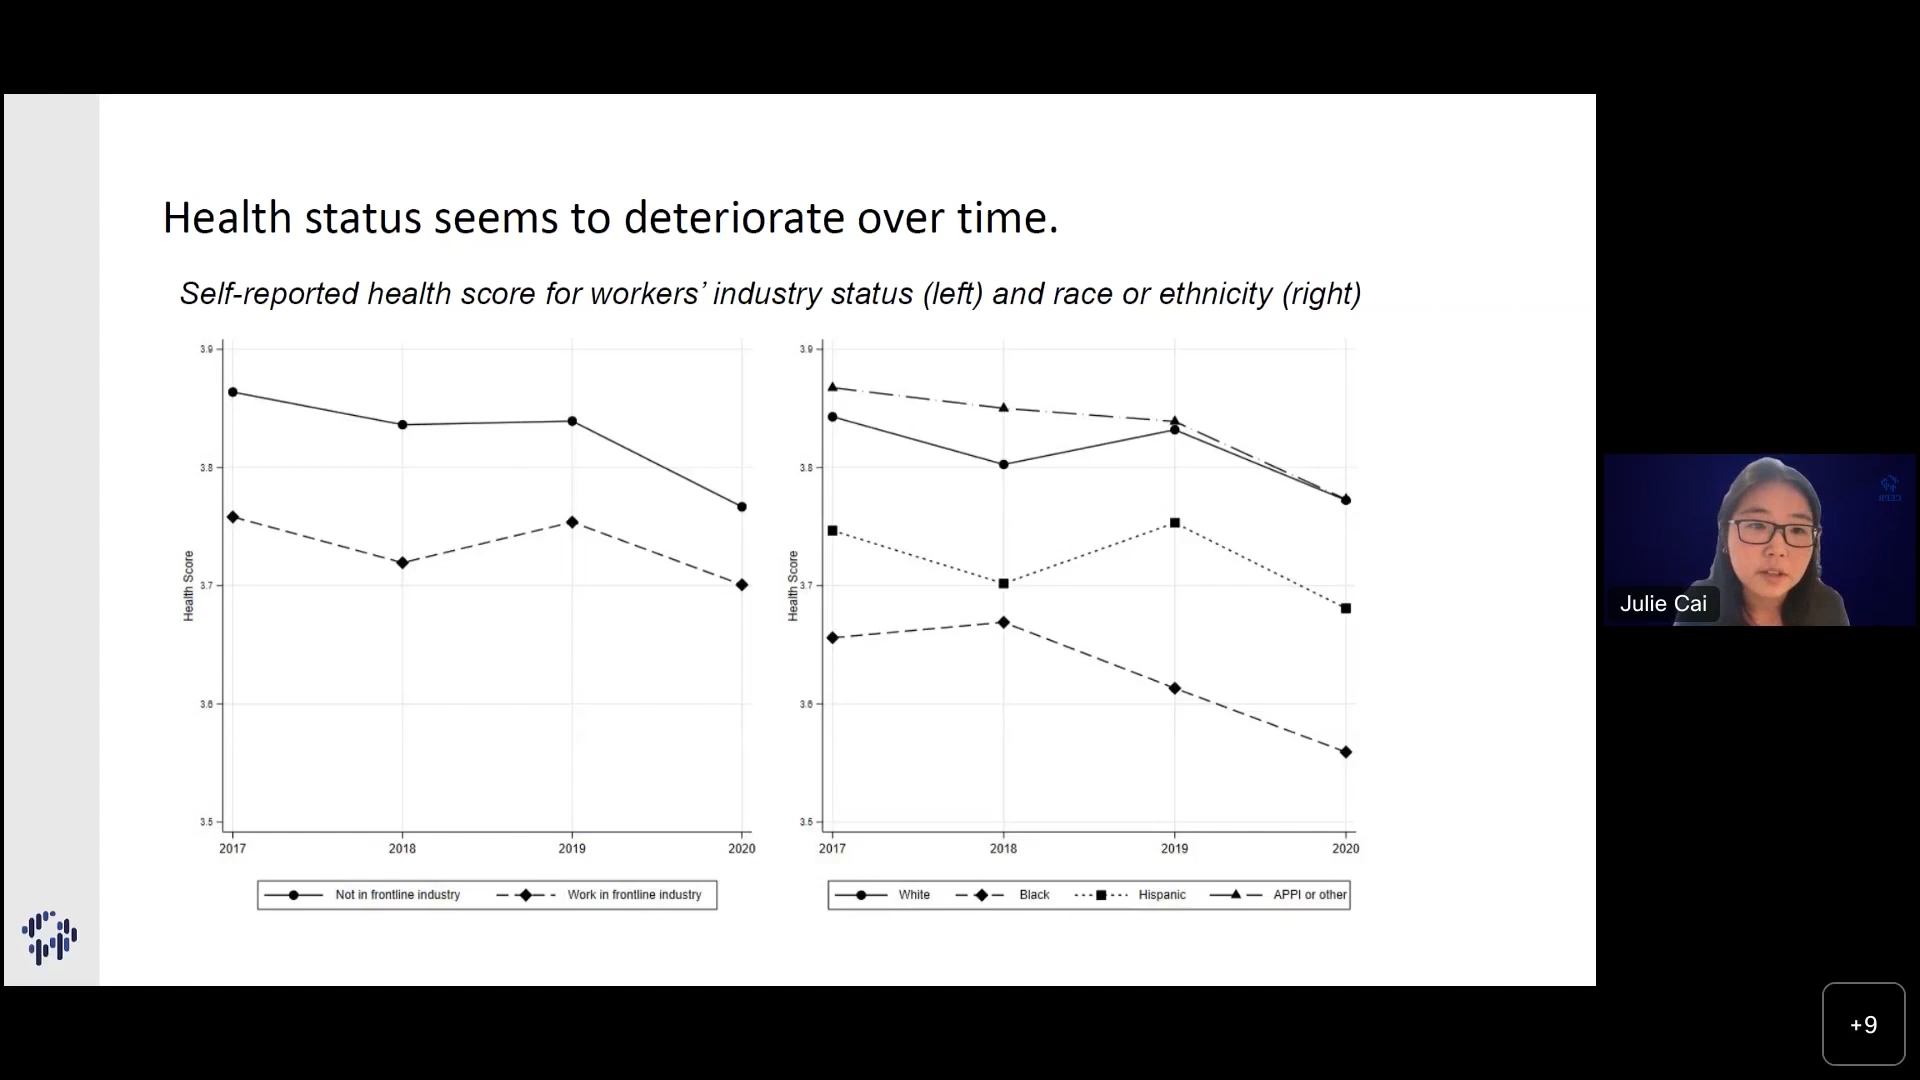 Health status seems to deteriorate over time.
Self-reported health score for workers’ industry status (left) and race or ethnicity (right)
3.9
3.8
3.7
3.6
3.5
Health Score
2017 2018 2019 2020
Not in frontline industry Work in frontline industry
3.9
3.8
3.7
3.6
3.5
Health Score
2017 2018 2019 2020
White Black Hispanic APPI or other
Julie Cai
+9